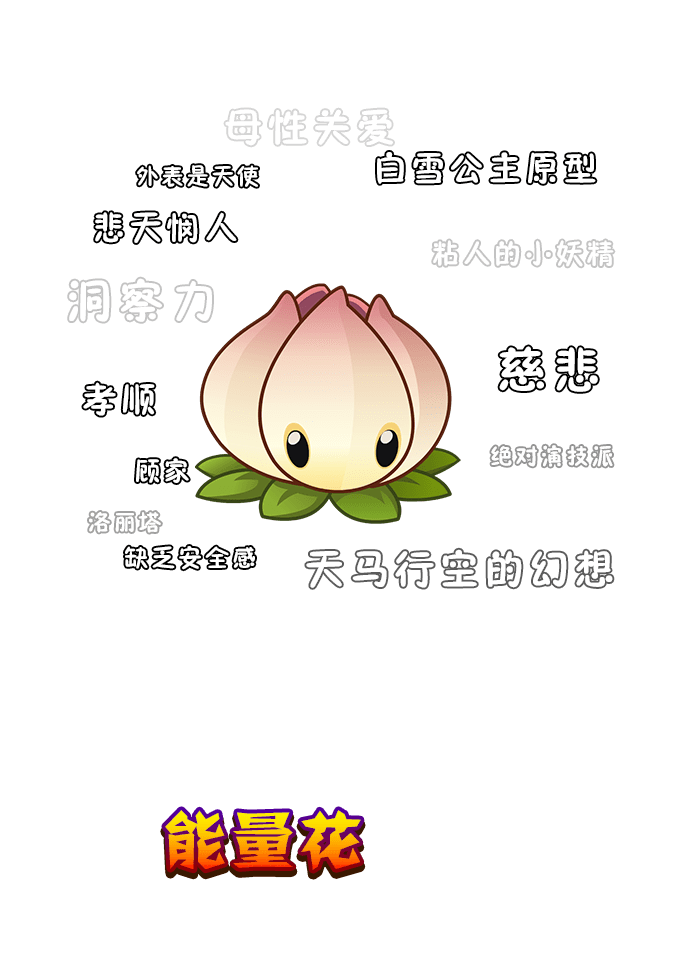 母性关爱
白雪公主原型
外表是天使
悲天悯人
粘人的小妖精
洞察力
慈悲
孝顺
绝对演技派
顾家
洛丽塔
缺乏安全感
天马行空的幻想
能量花